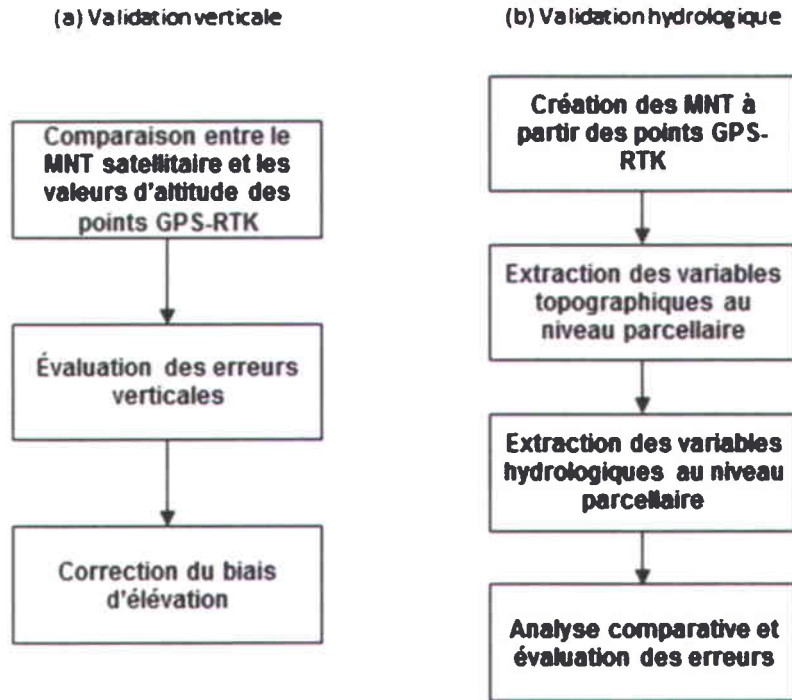 (a) Validation verticale
Comparaison entre le
MNT satellitaire et les
valeurs d'altitude des
points GPS-RTK
Évaluation des erreurs
verticales
Correction du biais
d'élévation
(b) Validation hydrologique
Création des MNT à
partir des points GPS-
RTK
Extraction des variables
topographiques au
niveau parcellaire
Extraction des variables
hydrologiques au niveau
parcellaire
Analyse comparative et
évaluation des erreurs